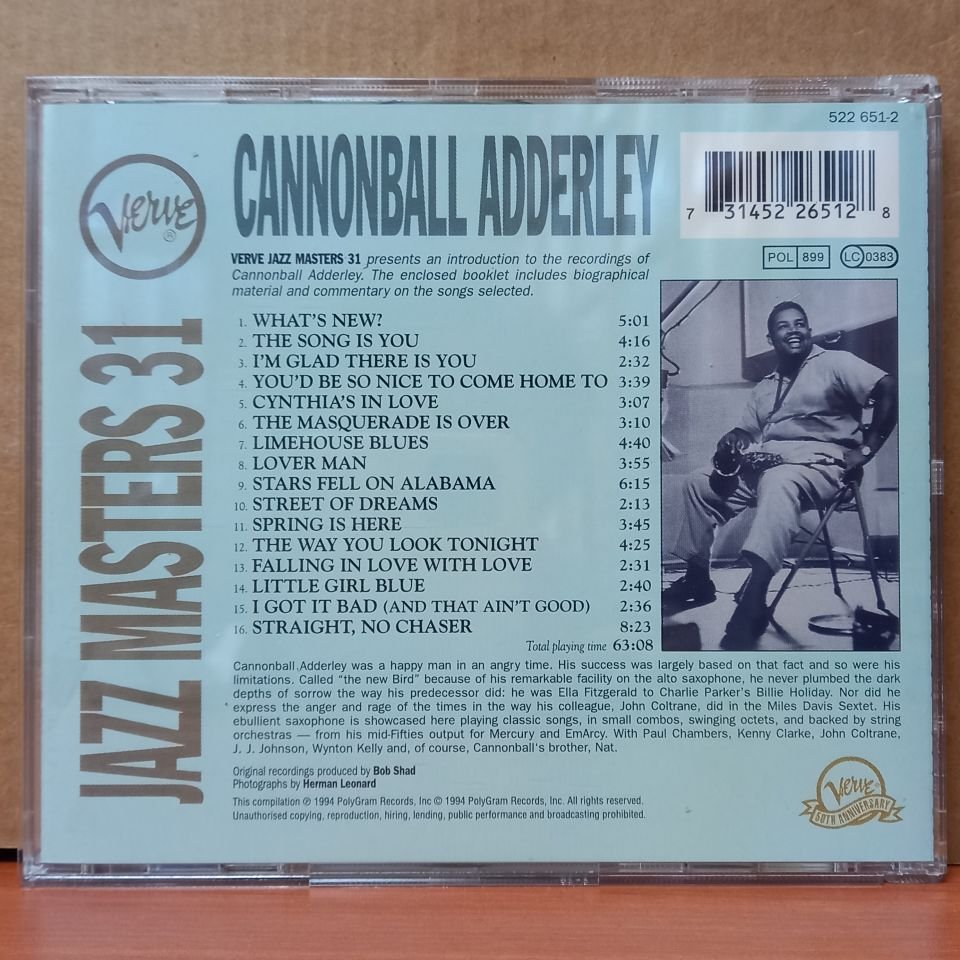 522 651-2
Verve®
CANNONBALL ADDERLEY
7 31452 26512 8
POL 899 LC 0383
JAZZ MASTERS 31
VERVE JAZZ MASTERS 31 presents an introduction to the recordings of
Cannonball Adderley. The enclosed booklet includes biographical
material and commentary on the songs selected.
1. WHAT'S NEW? 5:01
2. THE SONG IS YOU 4:16
3. I'M GLAD THERE IS YOU 2:32
4. YOU'D BE SO NICE TO COME HOME TO 3:39
5. CYNTHIA'S IN LOVE 3:07
6. THE MASQUERADE IS OVER 3:10
7. LIMEHOUSE BLUES 4:40
8. LOVER MAN 3:55
9. STARS FELL ON ALABAMA 6:15
10. STREET OF DREAMS 2:13
11. SPRING IS HERE 3:45
12. THE WAY YOU LOOK TONIGHT 4:25
13. FALLING IN LOVE WITH LOVE 2:31
14. LITTLE GIRL BLUE 2:40
15. I GOT IT BAD (AND THAT AIN'T GOOD) 2:36
16. STRAIGHT, NO CHASER 8:23
Total playing time 63:08
Cannonball Adderley was a happy man in an angry time. His success was largely based on that fact and so were his
limitations. Called “the new Bird” because of his remarkable facility on the alto saxophone, he never plumbed the dark
depths of sorrow the way his predecessor did: he was Ella Fitzgerald to Charlie Parker's Billie Holiday. Nor did he
express the anger and rage of the times in the way his colleague, John Coltrane, did in the Miles Davis Sextet. His
ebullient saxophone is showcased here playing classic songs, in small combos, swinging octets, and backed by string
orchestras — from his mid-Fifties output for Mercury and EmArcy. With Paul Chambers, Kenny Clarke, John Coltrane,
J. J. Johnson, Wynton Kelly and, of course, Cannonball's brother, Nat.
Original recordings produced by Bob Shad
Photographs by Herman Leonard
This compilation ℗ 1994 PolyGram Records, Inc © 1994 PolyGram Records, Inc. All rights reserved.
Unauthorised copying, reproduction, hiring, lending, public performance and broadcasting prohibited.
Verve
50TH ANNIVERSARY